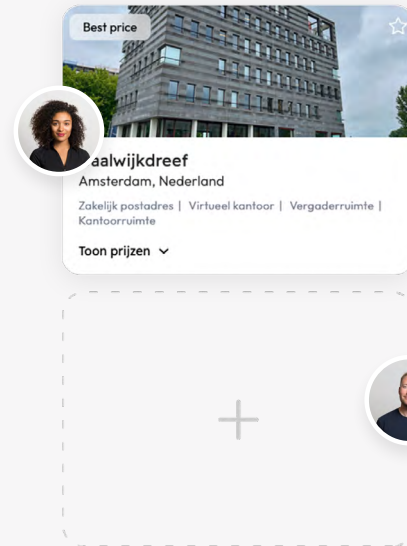 Best price
aalwijkdreef
Amsterdam, Nederland
Zakelijk postadres | Virtueel kantoor | Vergaderruimte |
Kantoorruimte
Toon prijzen